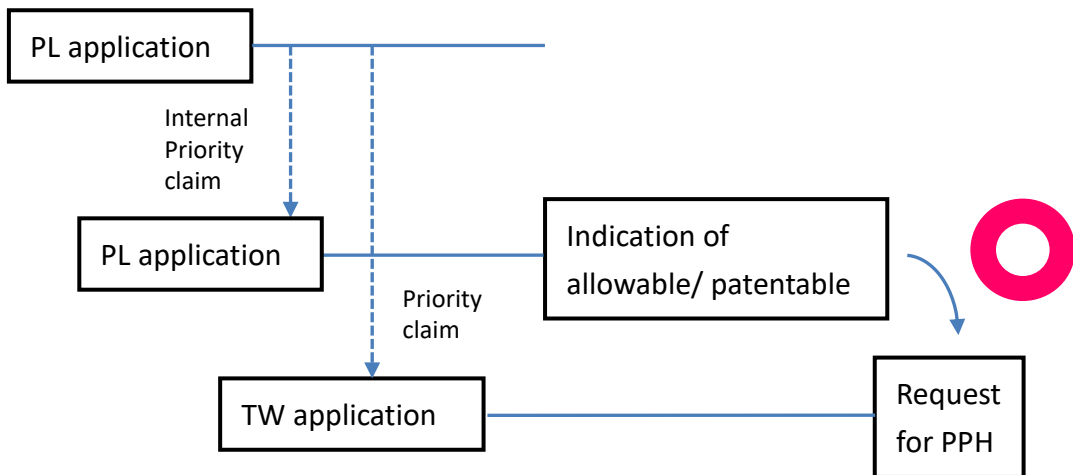 PL application
Internal
Priority
claim
PL application
Indication of
allowable/ patentable
Priority
claim
TW application
Request
for PPH